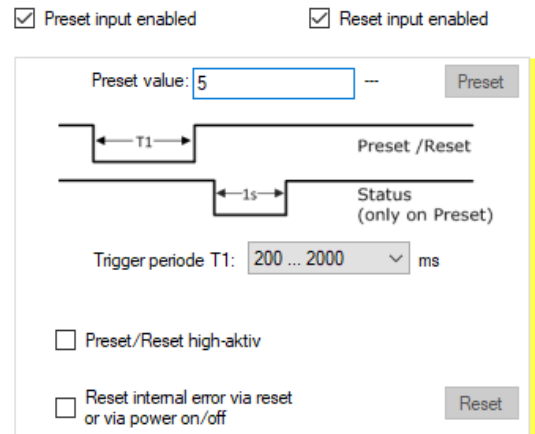 Preset input enabled Reset input enabled
Preset value: 5 --- Preset
T1
Preset /Reset
1s
Status
(only on Preset)
Trigger periode T1: 200 ... 2000 ms
Preset/Reset high-aktiv
Reset internal error via reset
or via power on/off
Reset